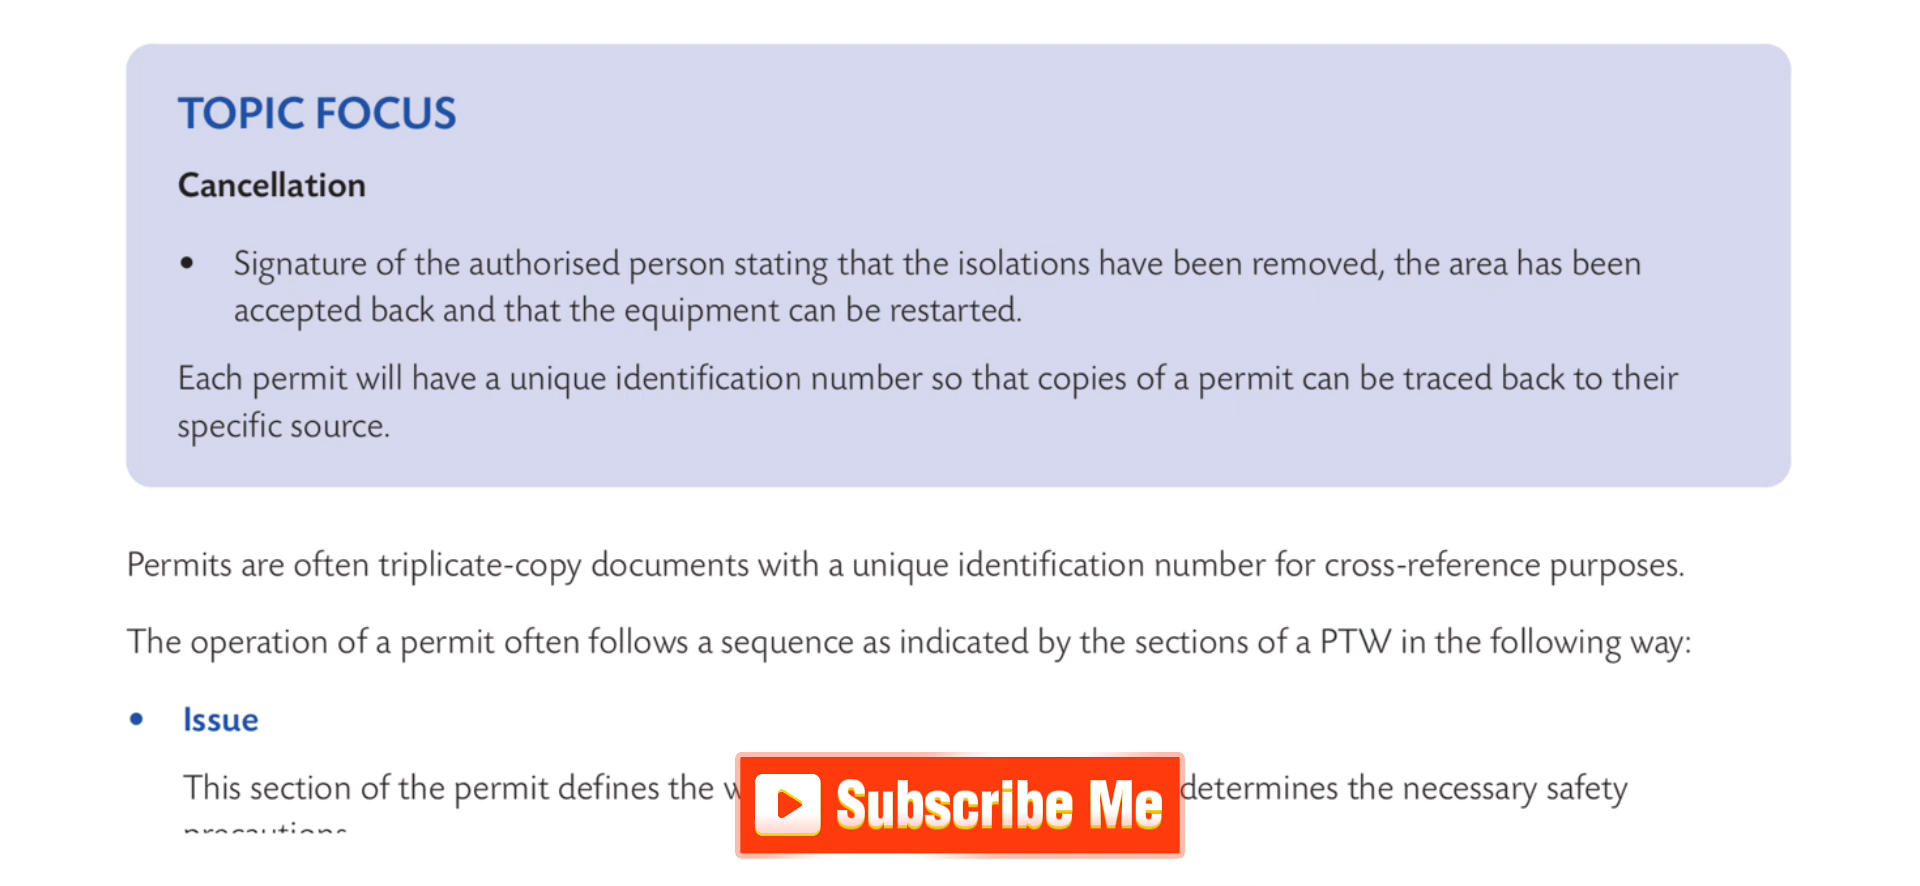 TOPIC FOCUS
Cancellation
• Signature of the authorised person stating that the isolations have been removed, the area has been
accepted back and that the equipment can be restarted.
Each permit will have a unique identification number so that copies of a permit can be traced back to their
specific source.
Permits are often triplicate-copy documents with a unique identification number for cross-reference purposes.
The operation of a permit often follows a sequence as indicated by the sections of a PTW in the following way:
• Issue
This section of the permit defines the determines the necessary safety
precautions
Subscribe Me